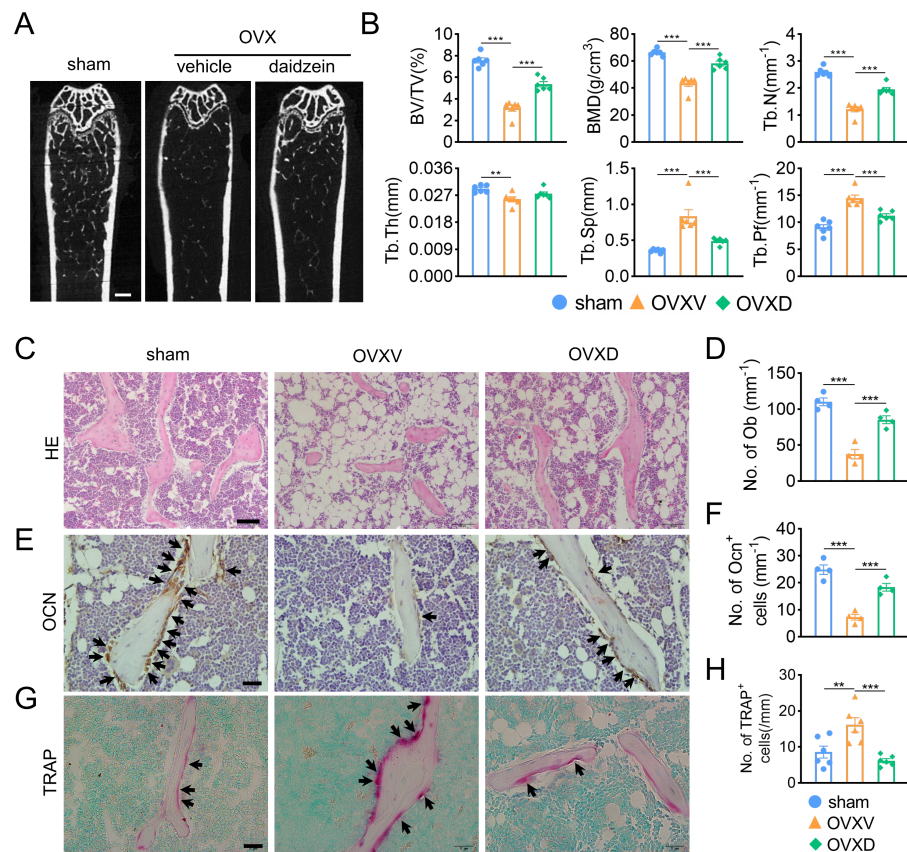 A
OVX
sham
vehicle
daidzein
B
BV/TV(%)
10
8
6
4
2
0
***
***
BMD(g/cm³)
80
60
40
20
0
***
***
Tb.N(mm⁻¹)
4
3
2
1
0
***
***
Tb.Th(mm)
0.036
0.027
0.018
0.009
0.000
**
Tb.Sp(mm)
1.5
1.0
0.5
0.0
***
***
Tb.Pf(mm⁻¹)
20
15
10
5
0
***
***
sham
OVXV
OVXD
C
sham
OVXV
OVXD
HE
D
No. of Ob (mm⁻¹)
150
100
50
0
***
***
E
OCN
F
No. of Ocn⁺
cells (mm⁻¹)
40
30
20
10
0
***
***
G
TRAP
H
No. of TRAP⁺
cells/(/mm)
30
20
10
0
**
***
sham
OVXV
OVXD